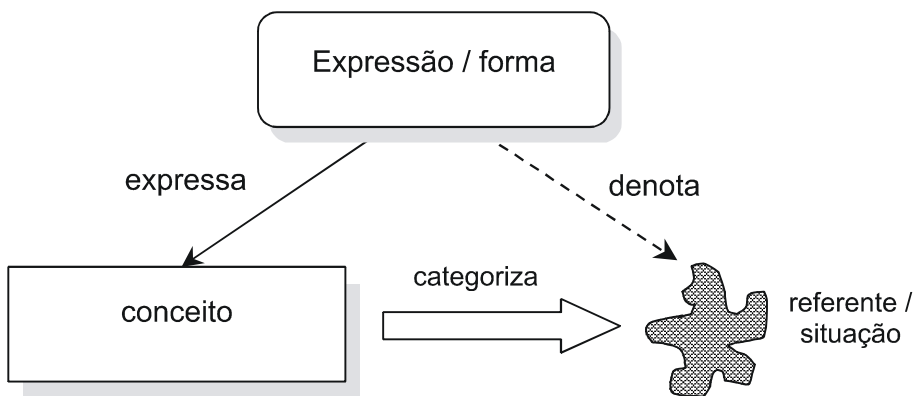 Expressão / forma
expressa
denota
categoriza
conceito
referente /
situação